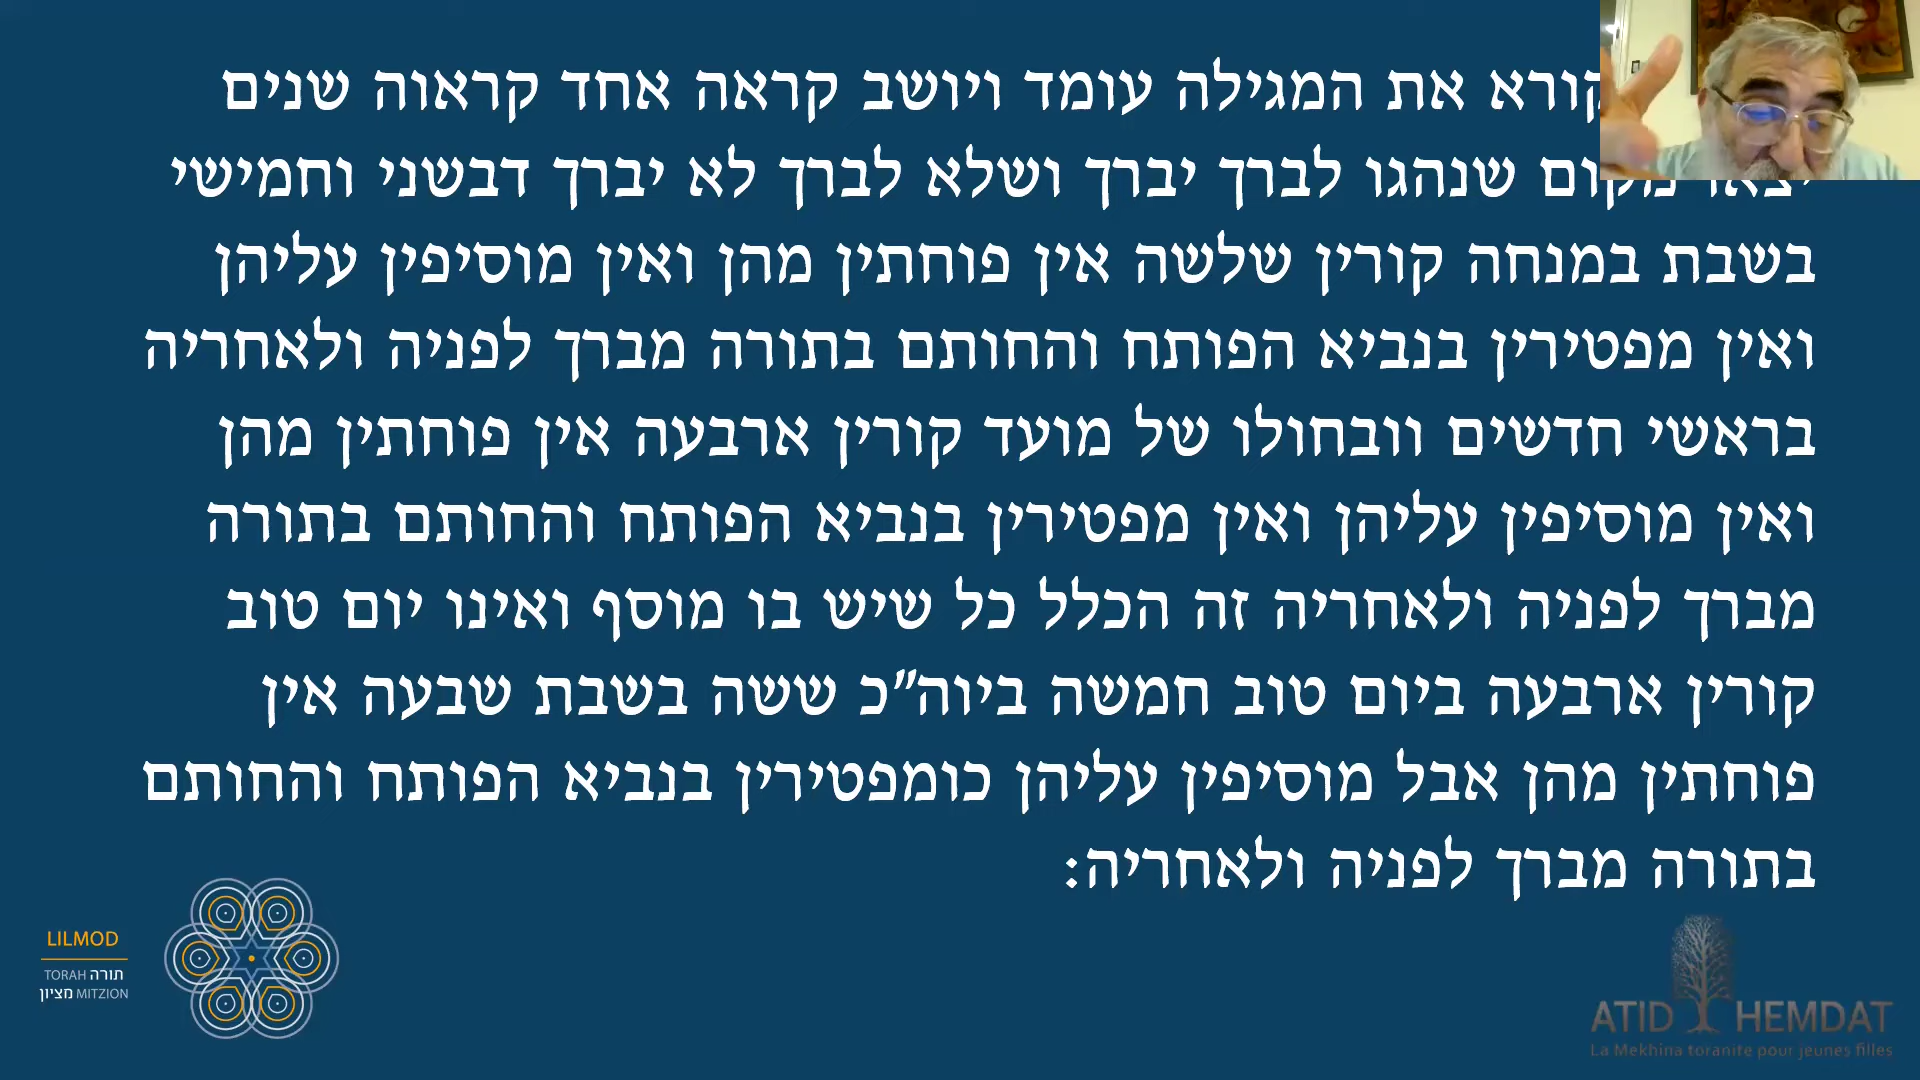 קורא את המגילה עומד ויושב קראה אחד קראוה שנים
יצאו מקום שנהגו לברך יברך ושלא לברך לא יברך דבשני וחמישי
בשבת במנחה קורין שלשה אין פוחתין מהן ואין מוסיפין עליהן
ואין מפטירין בנביא הפותח והחותם בתורה מברך לפניה ולאחריה
בראשי חדשים וובחולו של מועד קורין ארבעה אין פוחתין מהן
ואין מוסיפין עליהן ואין מפטירין בנביא הפותח והחותם בתורה
מברך לפניה ולאחריה זה הכלל כל שיש בו מוסף ואינו יום טוב
קורין ארבעה ביום טוב חמשה ביוה״כ ששה בשבת שבעה אין
פוחתין מהן אבל מוסיפין עליהן כומפטירין בנביא הפותח והחותם
בתורה מברך לפניה ולאחריה:
LILMOD
TORAH תורה
מציון MITZION
ATID HEMDAT
La Mekhina toranite pour jeunes filles